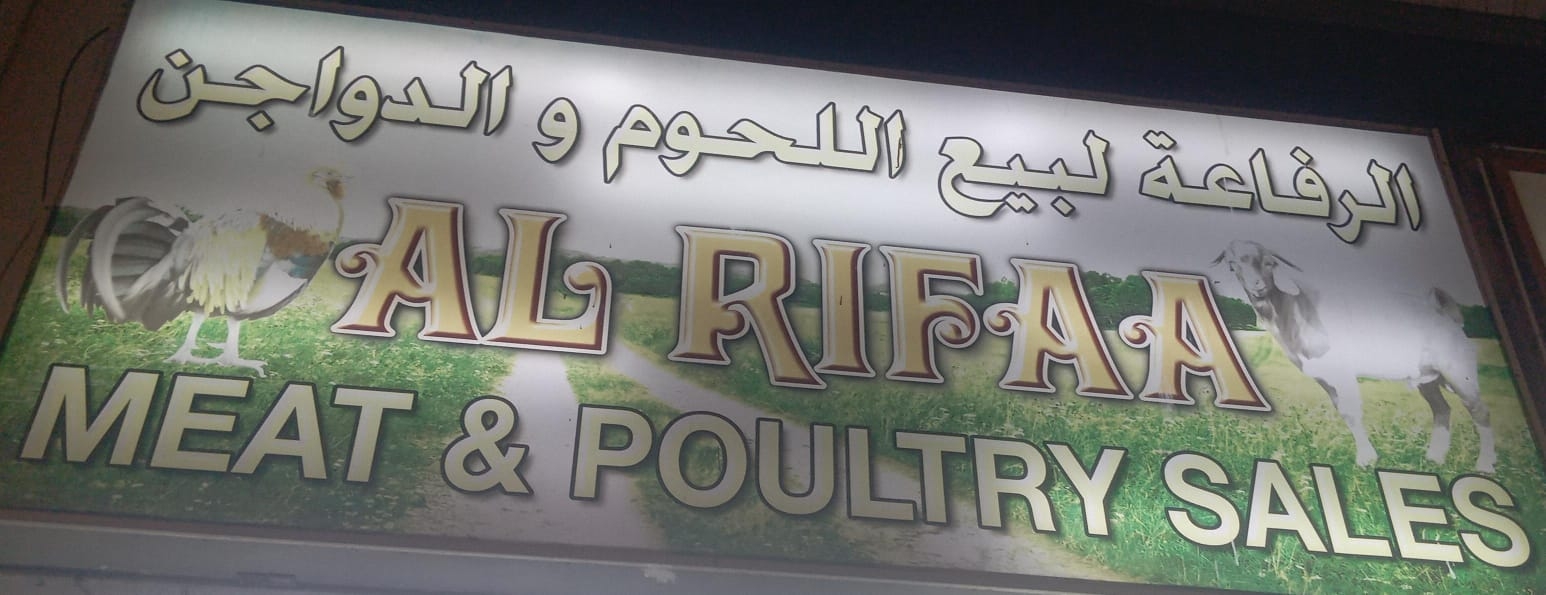 الرفاعة لبيع اللحوم و الدواجن
AL RIFAA
MEAT & POULTRY SALES